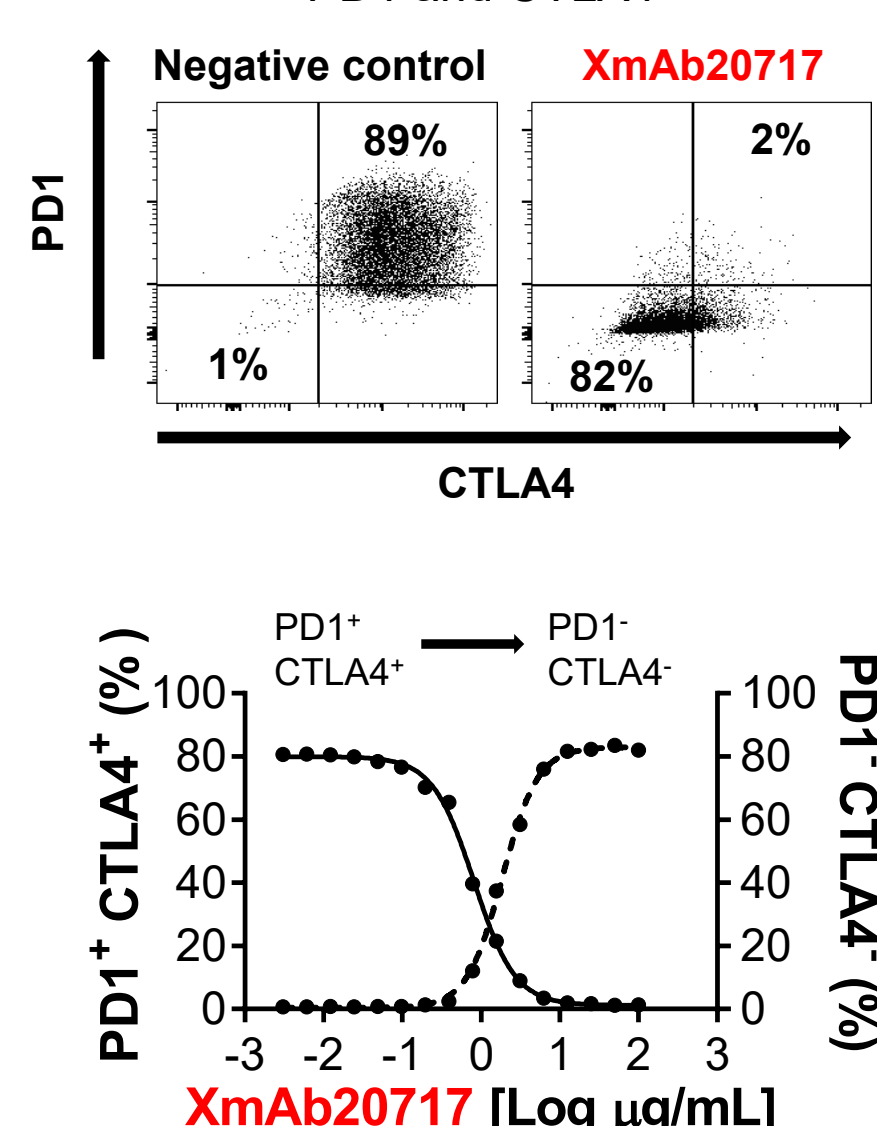 Negative control
XmAb20717
89%
2%
PD1
1%
82%
CTLA4
PD1⁺
CTLA4⁺
PD1⁻
CTLA4⁻
PD1⁺ CTLA4⁺ (%)
100
80
60
40
20
0
100
80
60
40
20
0
PD1⁻ CTLA4⁻ (%)
-3 -2 -1 0 1 2 3
XmAb20717 [Log µg/mL]